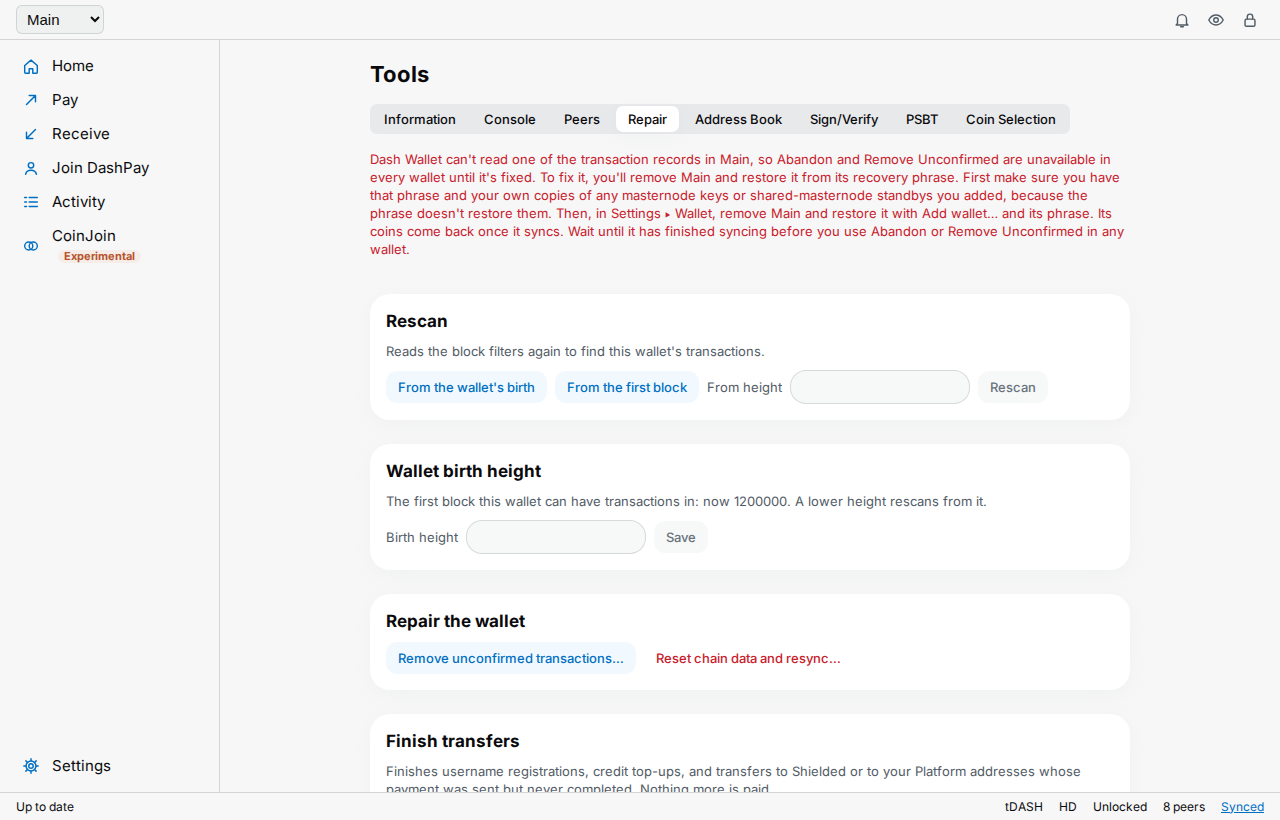 Main
Home
Pay
Receive
Join DashPay
Activity
CoinJoin
Experimental
Settings
Tools
Information Console Peers Repair Address Book Sign/Verify PSBT Coin Selection
Dash Wallet can't read one of the transaction records in Main, so Abandon and Remove Unconfirmed are unavailable in
every wallet until it's fixed. To fix it, you'll remove Main and restore it from its recovery phrase. First make sure you have
that phrase and your own copies of any masternode keys or shared-masternode standbys you added, because the
phrase doesn't restore them. Then, in Settings ▸ Wallet, remove Main and restore it with Add wallet… and its phrase. Its
coins come back once it syncs. Wait until it has finished syncing before you use Abandon or Remove Unconfirmed in any
wallet.
Rescan
Reads the block filters again to find this wallet's transactions.
From the wallet's birth From the first block From height Rescan
Wallet birth height
The first block this wallet can have transactions in: now 1200000. A lower height rescans from it.
Birth height Save
Repair the wallet
Remove unconfirmed transactions… Reset chain data and resync…
Finish transfers
Finishes username registrations, credit top-ups, and transfers to Shielded or to your Platform addresses whose
payment was sent but never completed. Nothing more is paid.
Up to date tDASH HD Unlocked 8 peers Synced